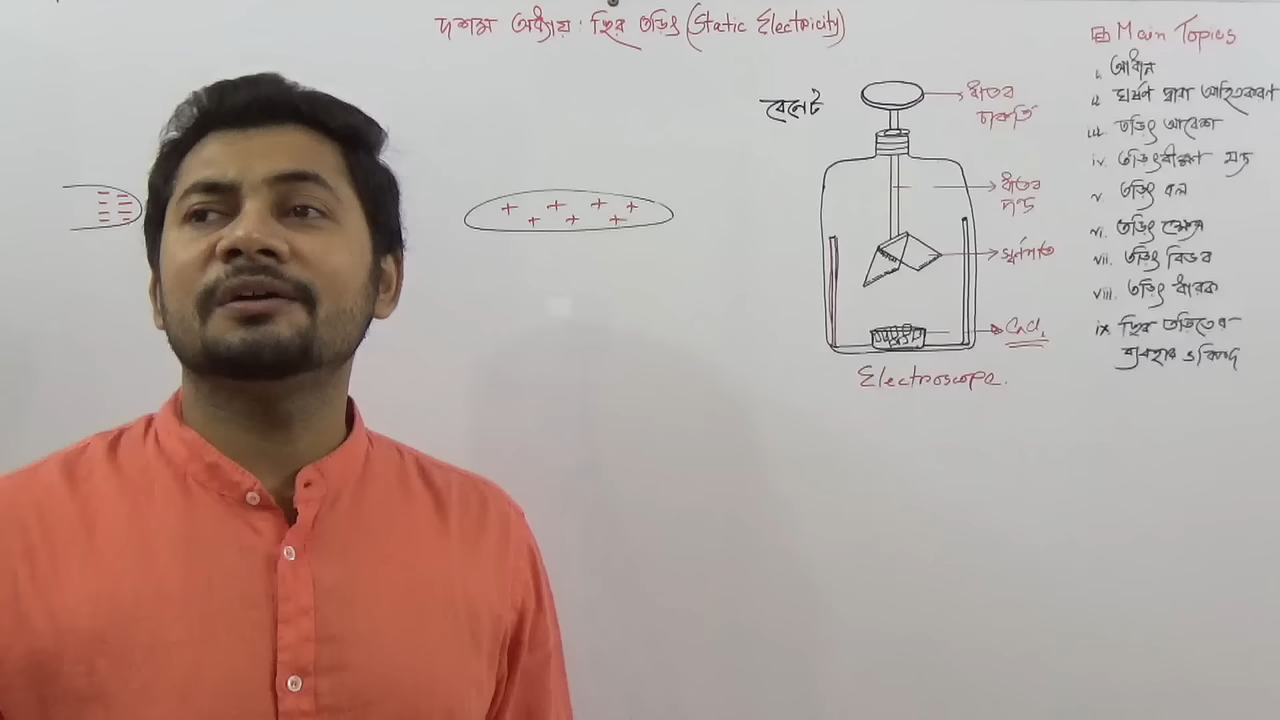 দশম অধ্যায় : স্থির তড়িৎ (Static Electricity)
বেনেট
ধাতব
চাকতি
ধাতব
দণ্ড
স্বর্ণপাত
Electroscope.
Main Topics
i. আধান
ii. ঘর্ষণ দ্বারা আহিতকরণ
iii. তড়িৎ আবেশ
iv. তড়িৎবীক্ষণ যন্ত্র
v. তড়িৎ বল
vi. তড়িৎ ক্ষেত্র
vii. তড়িৎ বিভব
viii. তড়িৎ ধারক
ix স্থির তড়িতের
ব্যবহার ও বিপদ